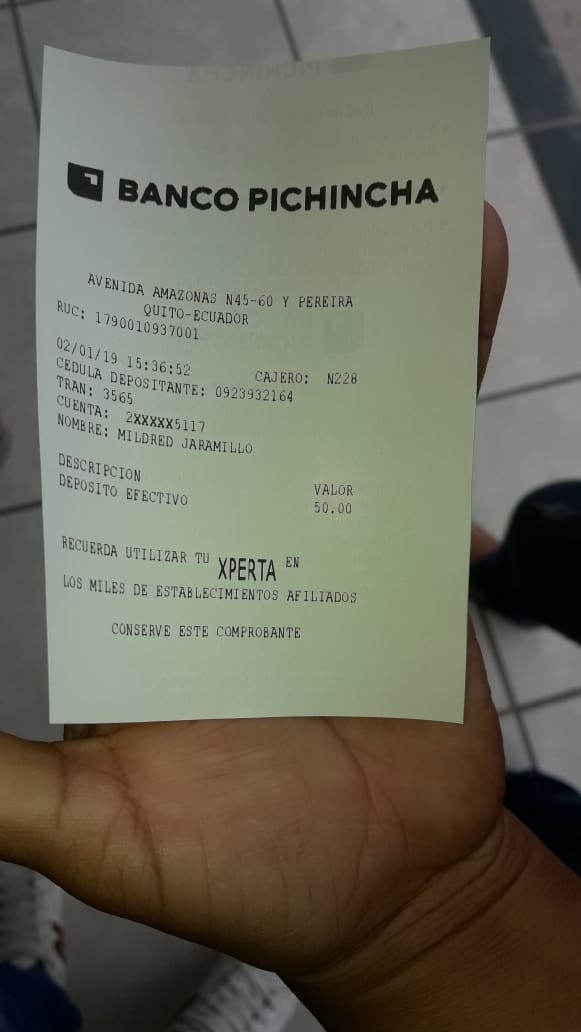 BANCO PICHINCHA
AVENIDA AMAZONAS N45-60 Y PEREIRA
QUITO-ECUADOR
RUC: 1790010937001
02/01/19 15:36:52 CAJERO: N228
CEDULA DEPOSITANTE: 0923932164
TRAN: 3565
CUENTA: 2XXXXX5117
NOMBRE: MILDRED JARAMILLO
DESCRIPCION VALOR
DEPOSITO EFECTIVO 50.00
RECUERDA UTILIZAR TU XPERTA EN
LOS MILES DE ESTABLECIMIENTOS AFILIADOS
CONSERVE ESTE COMPROBANTE